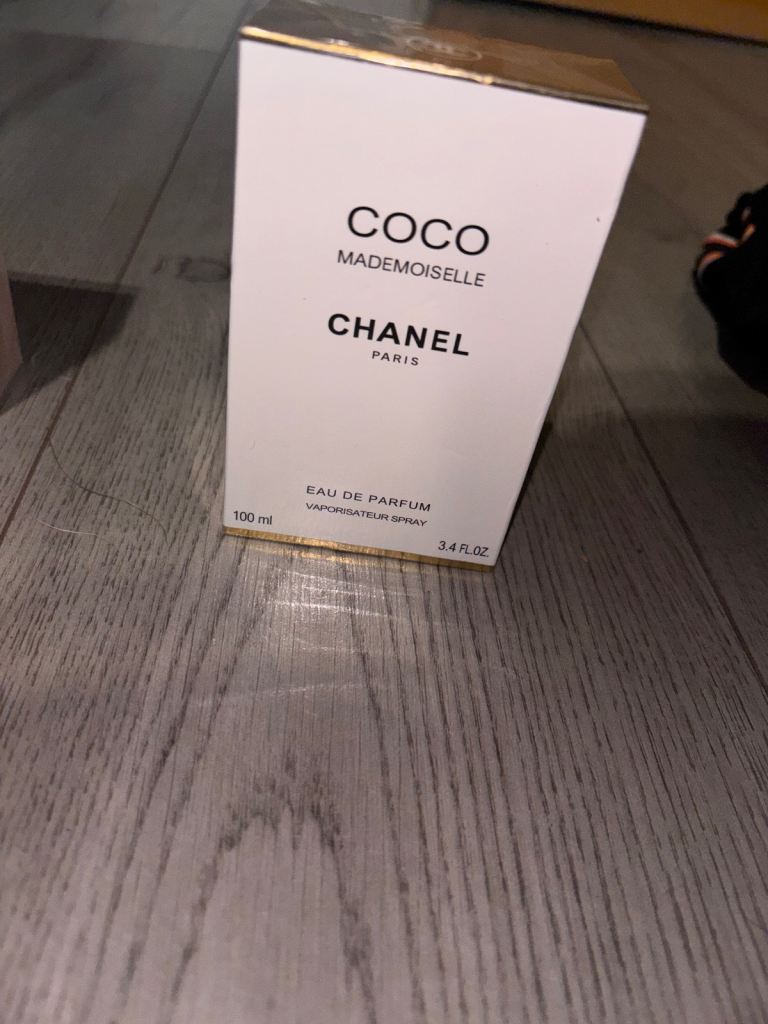 COCO
MADEMOISELLE
CHANEL
PARIS
EAU DE PARFUM
VAPORISATEUR SPRAY
100 ml
3.4 FL.OZ.